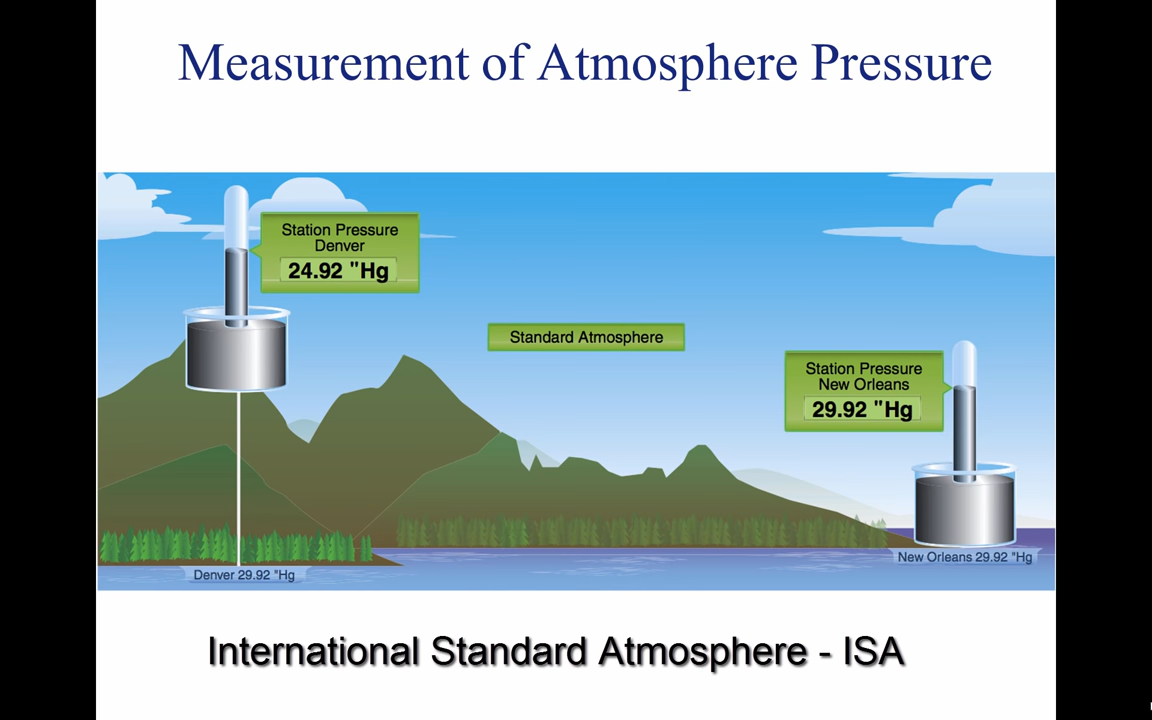 Measurement of Atmosphere Pressure
Station Pressure
Denver
24.92 "Hg
Standard Atmosphere
Station Pressure
New Orleans
29.92 "Hg
New Orleans 29.92 "Hg
Denver 29.92 "Hg
International Standard Atmosphere - ISA